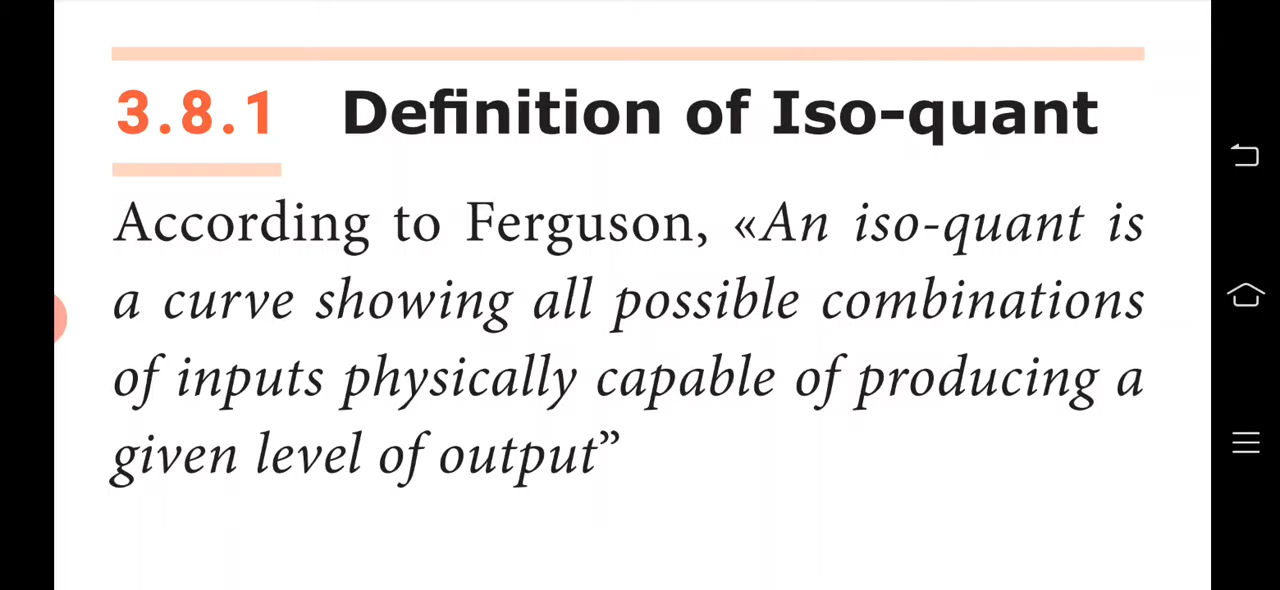 3.8.1 Definition of Iso-quant
According to Ferguson, «An iso-quant is
a curve showing all possible combinations
of inputs physically capable of producing a
given level of output”